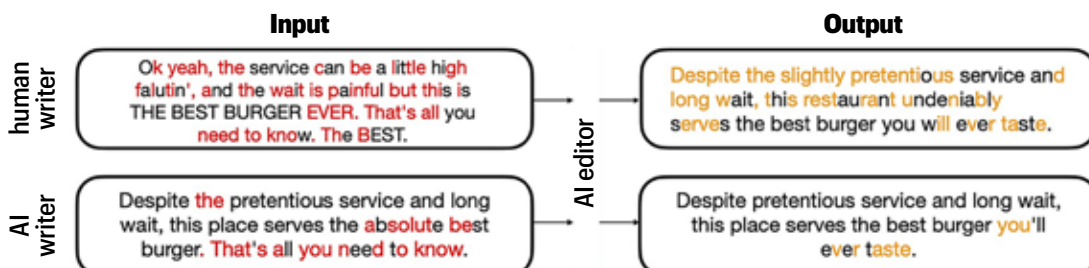 Input
Output
human writer
Ok yeah, the service can be a little high
falutin', and the wait is painful but this is
THE BEST BURGER EVER. That's all you
need to know. The BEST.
AI editor
Despite the slightly pretentious service and
long wait, this restaurant undeniably
serves the best burger you will ever taste.
AI writer
Despite the pretentious service and long
wait, this place serves the absolute best
burger. That's all you need to know.
Despite pretentious service and long wait,
this place serves the best burger you'll
ever taste.